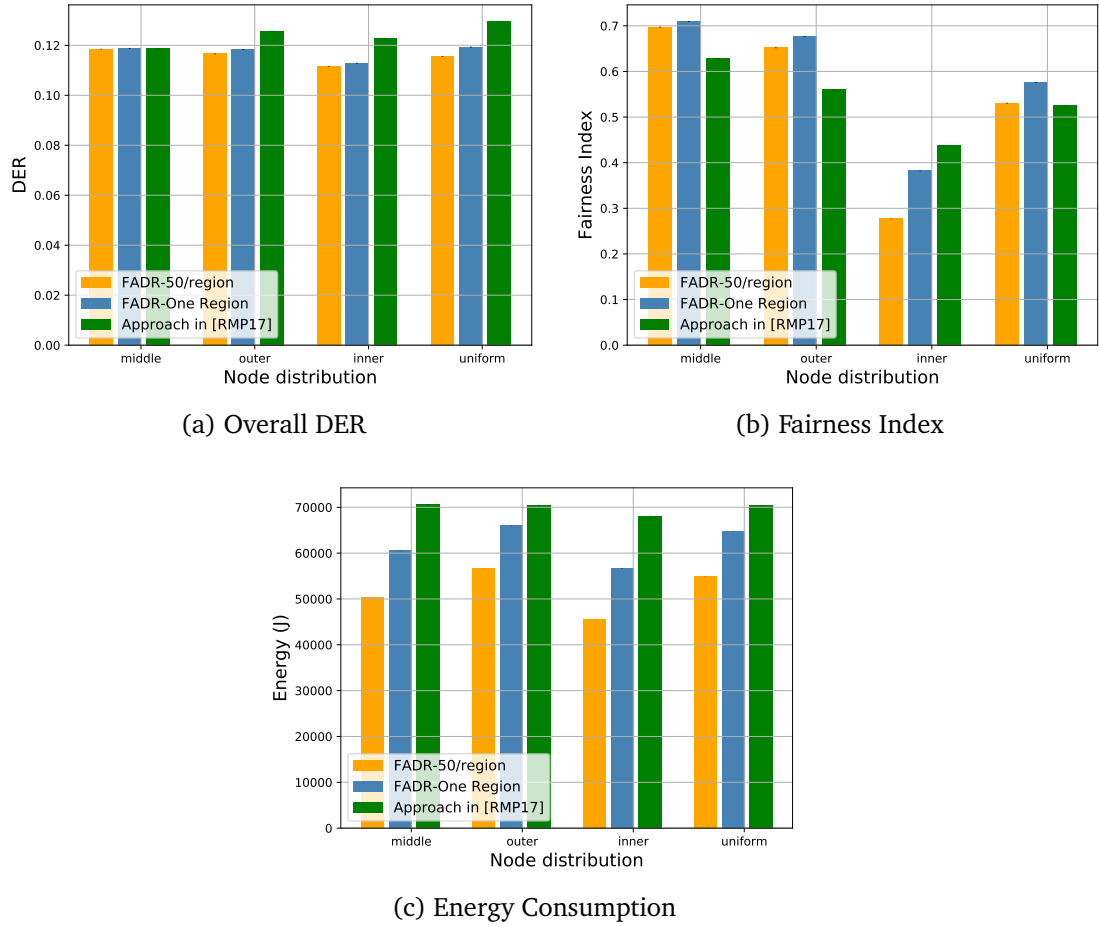 DER
0.12
0.10
0.08
0.06
0.04
0.02
0.00
FADR-50/region
FADR-One Region
Approach in [RMP17]
middle outer inner uniform
Node distribution
(a) Overall DER
Fairness Index
0.7
0.6
0.5
0.4
0.3
0.2
0.1
0.0
FADR-50/region
FADR-One Region
Approach in [RMP17]
middle outer inner uniform
Node distribution
(b) Fairness Index
Energy (J)
70000
60000
50000
40000
30000
20000
10000
0
FADR-50/region
FADR-One Region
Approach in [RMP17]
middle outer inner uniform
Node distribution
(c) Energy Consumption